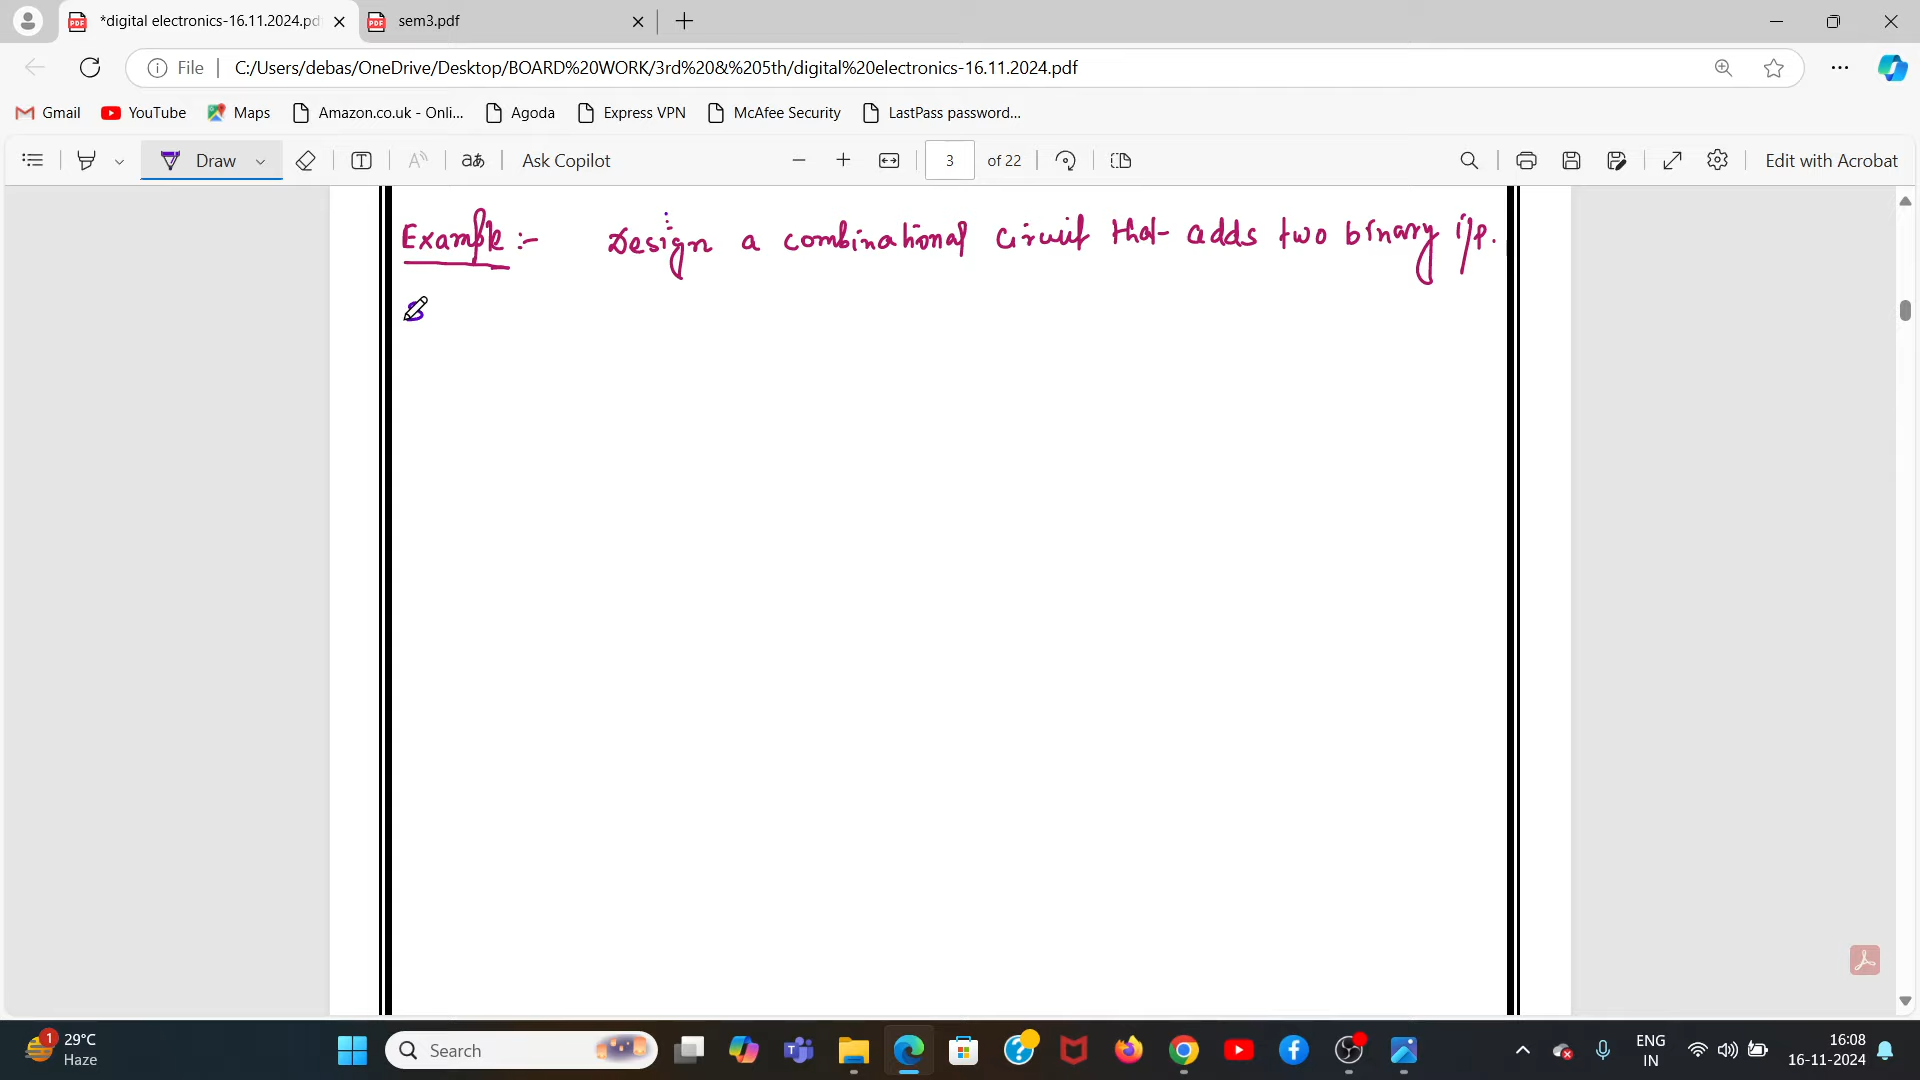 *digital electronics-16.11.2024.pd
sem3.pdf
File
C:/Users/debas/OneDrive/Desktop/BOARD%20WORK/3rd%20&%205th/digital%20electronics-16.11.2024.pdf
Gmail
YouTube
Maps
Amazon.co.uk - Onli...
Agoda
Express VPN
McAfee Security
LastPass password...
Draw
Ask Copilot
3 of 22
Edit with Acrobat
Example :- Design a combinational circuit that adds two binary i/p.
1
29°C
Haze
Search
ENG
IN
16:08
16-11-2024